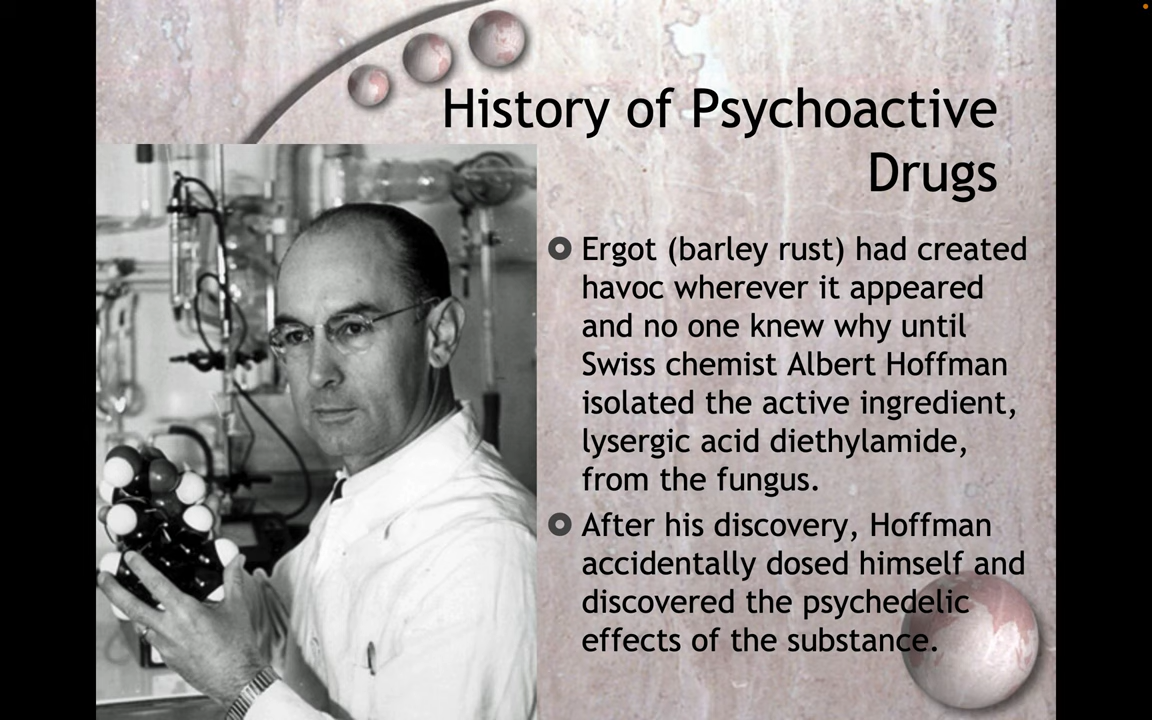 History of Psychoactive
Drugs
Ergot (barley rust) had created
havoc wherever it appeared
and no one knew why until
Swiss chemist Albert Hoffman
isolated the active ingredient,
lysergic acid diethylamide,
from the fungus.
After his discovery, Hoffman
accidentally dosed himself and
discovered the psychedelic
effects of the substance.